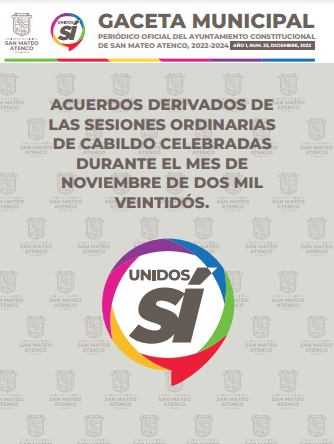 SAN MATEO
ATENCO
UNIDOS
SÍ
GACETA MUNICIPAL
PERIÓDICO OFICIAL DEL AYUNTAMIENTO CONSTITUCIONAL
DE SAN MATEO ATENCO, 2022-2024 AÑO 1, NUM. 23, DICIEMBRE, 2022
ACUERDOS DERIVADOS DE
LAS SESIONES ORDINARIAS
DE CABILDO CELEBRADAS
DURANTE EL MES DE
NOVIEMBRE DE DOS MIL
VEINTIDÓS.
UNIDOS
SÍ